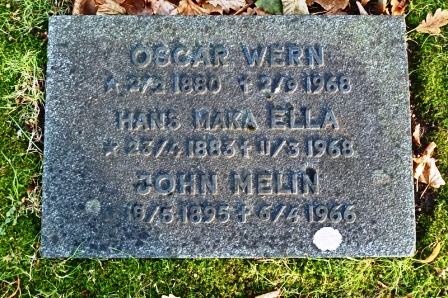 OSCAR WERN
* 2/2 1880 † 2/9 1968
HANS MAKA ELLA
* 23/4 1883 † 11/3 1968
JOHN MELIN
* 19/5 1895 † 6/4 1966